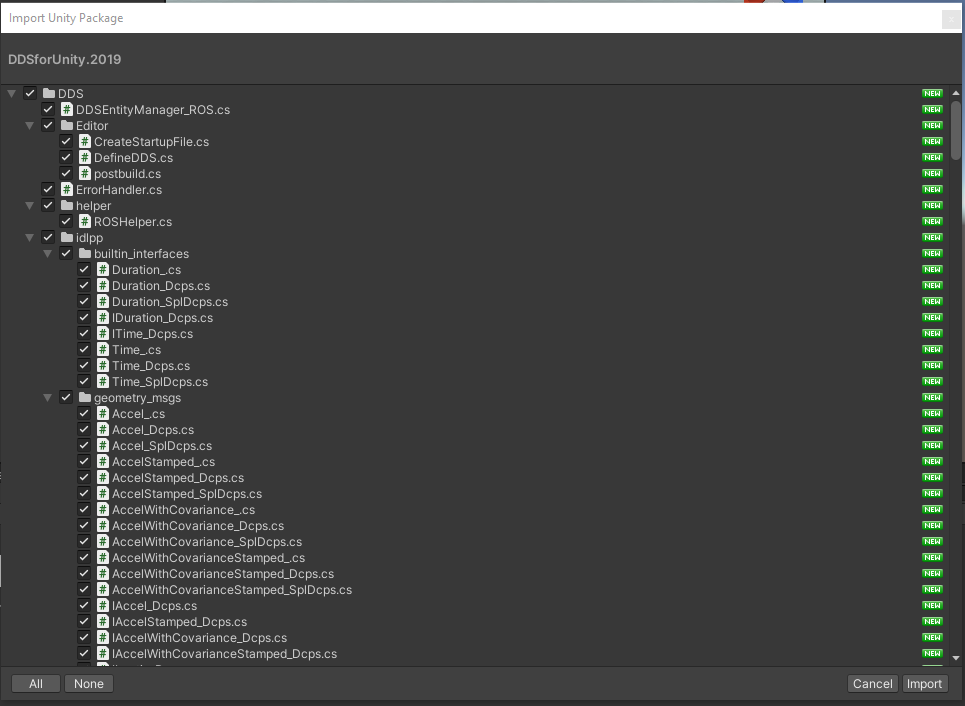 Import Unity Package
DDSforUnity.2019
DDS NEW
DDSEntityManager_ROS.cs NEW
Editor NEW
CreateStartupFile.cs NEW
DefineDDS.cs NEW
postbuild.cs NEW
ErrorHandler.cs NEW
helper NEW
ROSHelper.cs NEW
idlpp NEW
builtin_interfaces NEW
Duration_.cs NEW
Duration_Dcps.cs NEW
Duration_SplDcps.cs NEW
IDuration_Dcps.cs NEW
ITime_Dcps.cs NEW
Time_.cs NEW
Time_Dcps.cs NEW
Time_SplDcps.cs NEW
geometry_msgs NEW
Accel_.cs NEW
Accel_Dcps.cs NEW
Accel_SplDcps.cs NEW
AccelStamped_.cs NEW
AccelStamped_Dcps.cs NEW
AccelStamped_SplDcps.cs NEW
AccelWithCovariance_.cs NEW
AccelWithCovariance_Dcps.cs NEW
AccelWithCovariance_SplDcps.cs NEW
AccelWithCovarianceStamped_.cs NEW
AccelWithCovarianceStamped_Dcps.cs NEW
AccelWithCovarianceStamped_SplDcps.cs NEW
IAccel_Dcps.cs NEW
IAccelStamped_Dcps.cs NEW
IAccelWithCovariance_Dcps.cs NEW
IAccelWithCovarianceStamped_Dcps.cs NEW
All None Cancel Import